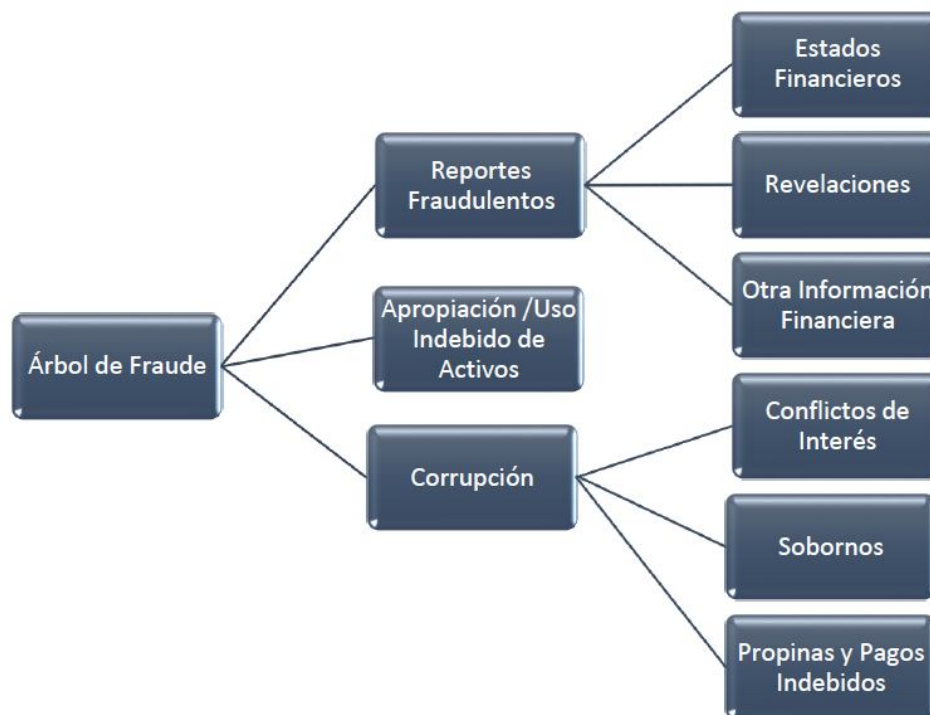 Árbol de Fraude
Reportes
Fraudulentos
Apropiación /Uso
Indebido de
Activos
Corrupción
Estados
Financieros
Revelaciones
Otra Información
Financiera
Conflictos de
Interés
Sobornos
Propinas y Pagos
Indebidos